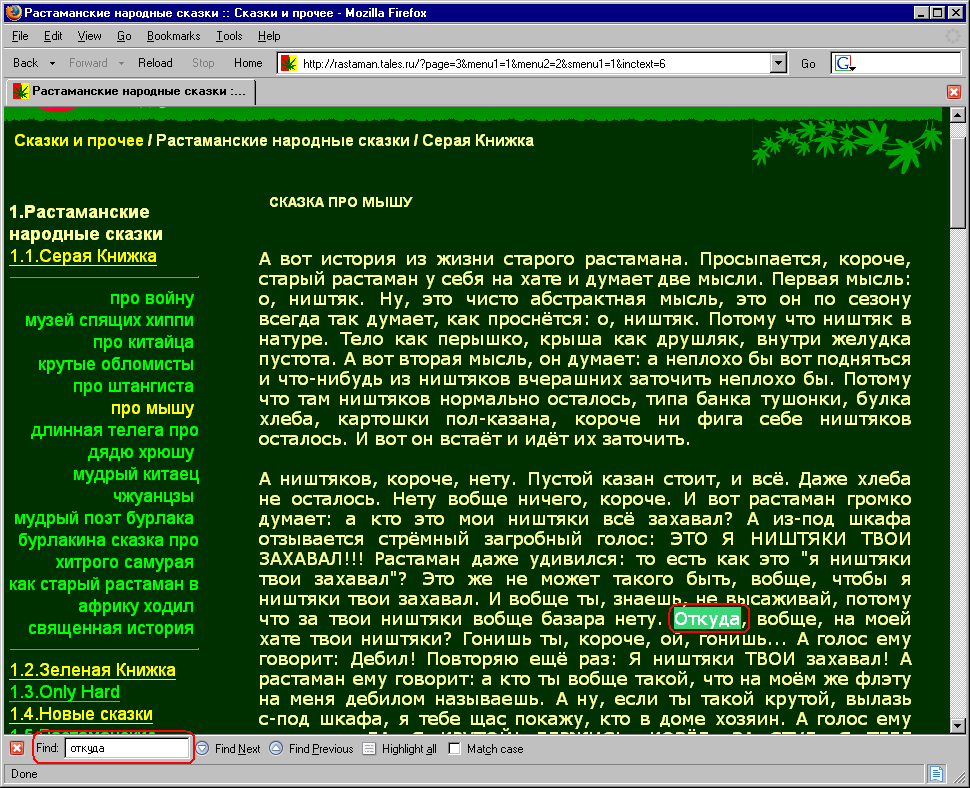 Растаманские народные сказки :: Сказки и прочее - Mozilla Firefox
File Edit View Go Bookmarks Tools Help
Back Forward Reload Stop Home http://rastaman.tales.ru/?page=3&menu1=1&menu2=2&smenu1=1&inctext=6 Go
Растаманские народные сказки :...
Сказки и прочее / Растаманские народные сказки / Серая Книжка
1.Растаманские
народные сказки
1.1.Серая Книжка
про войну
музей спящих хиппи
про китайца
крутые обломисты
про штангиста
про мышу
длинная телега про
дядю хрюшу
мудрый китаец
чжуанцзы
мудрый поэт бурлака
бурлакина сказка про
хитрого самурая
как старый растаман в
африку ходил
священная история
1.2.Зеленая Книжка
1.3.Only Hard
1.4.Новые сказки
СКАЗКА ПРО МЫШУ
А вот история из жизни старого растамана. Просыпается, короче,
старый растаман у себя на хате и думает две мысли. Первая мысль:
о, ништяк. Ну, это чисто абстрактная мысль, это он по сезону
всегда так думает, как проснётся: о, ништяк. Потому что ништяк в
натуре. Тело как перышко, крыша как друшляк, внутри желудка
пустота. А вот вторая мысль, он думает: а неплохо бы вот подняться
и что-нибудь из ништяков вчерашних заточить неплохо бы. Потому
что там ништяков нормально осталось, типа банка тушонки, булка
хлеба, картошки пол-казана, короче ни фига себе ништяков
осталось. И вот он встаёт и идёт их заточить.
А ништяков, короче, нету. Пустой казан стоит, и всё. Даже хлеба
не осталось. Нету вобще ничего, короче. И вот растаман громко
думает: а кто это мои ништяки всё захавал? А из-под шкафа
отзывается стрёмный загробный голос: ЭТО Я НИШТЯКИ ТВОИ
ЗАХАВАЛ!!! Растаман даже удивился: то есть как это "я ништяки
твои захавал"? Это же не может такого быть, вобще, чтобы я
ништяки твои захавал. И вобще ты, знаешь, не высаживай, потому
что за твои ништяки вобще базара нету. Откуда, вобще, на моей
хате твои ништяки? Гонишь ты, короче, ой, гонишь... А голос ему
говорит: Дебил! Повторяю ещё раз: Я ништяки ТВОИ захавал! А
растаман ему говорит: а кто ты вобще такой, что на моём же флэту
на меня дебилом называешь. А ну, если ты такой крутой, вылазь
с-под шкафа, я тебе щас покажу, кто в доме хозяин. А голос ему
Find: откуда Find Next Find Previous Highlight all Match case
Done